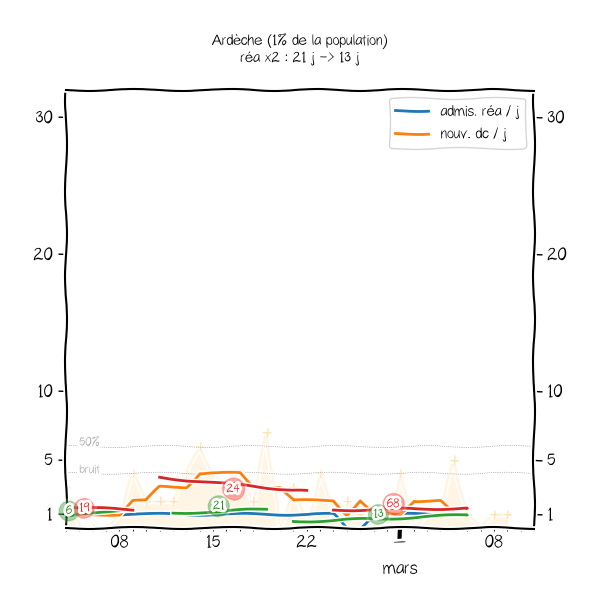 Ardèche (1% de la population)
réa x2 : 21 j -> 13 j
admis. réa / j
nouv. dc / j
30 30
20 20
10 10
50%
5 5
bruit
68
24
21
6 19 13
1 1
08 15 22 1 08
mars